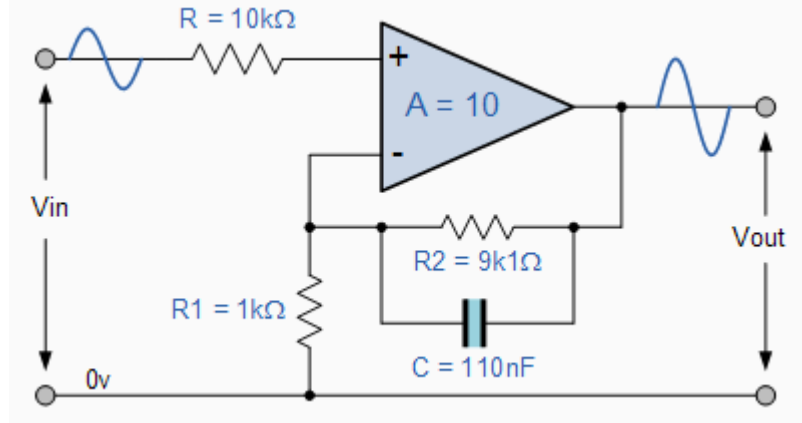 R = 10kΩ
+
A = 10
-
Vin
R2 = 9k1Ω
Vout
R1 = 1kΩ
C = 110nF
0v